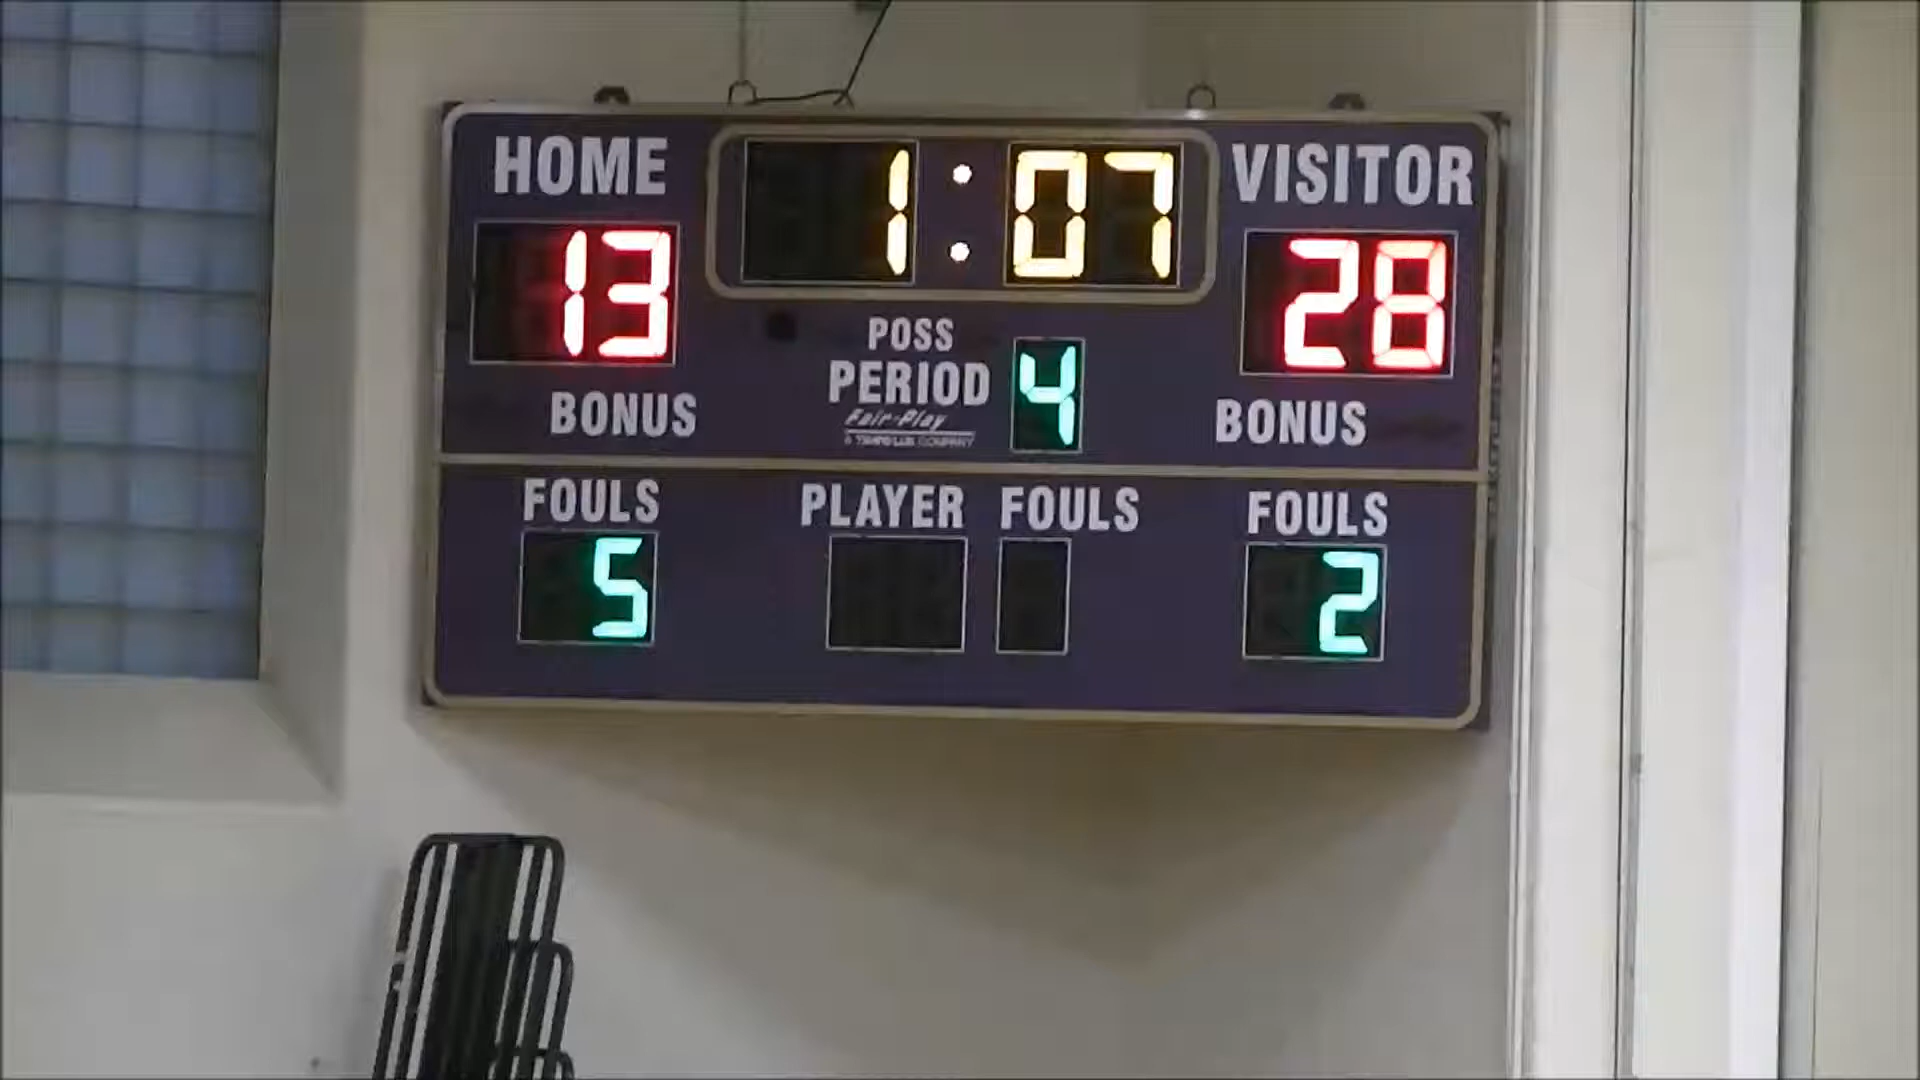 HOME 1:07 VISITOR
13 28
POSS
PERIOD 4
Fair-Play
BONUS BONUS
FOULS PLAYER FOULS FOULS
5 2